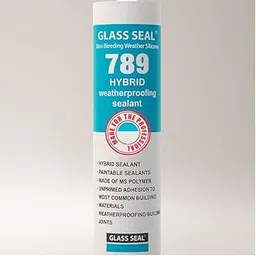 GLASS SEAL®
Non-Bleeding Weather Silicone
789
HYBRID
weatherproofing
sealant
MADE FOR THE PROFESSIONAL
- HYBRID SEALANT
- PAINTABLE SEALANTS
- MADE OF MS POLYMER
- UNPRIMED ADHESION TO
- MOST COMMON BUILDING
- MATERIALS
- WEATHERPROOFING BUILDING
JOINTS
GLASS SEAL®